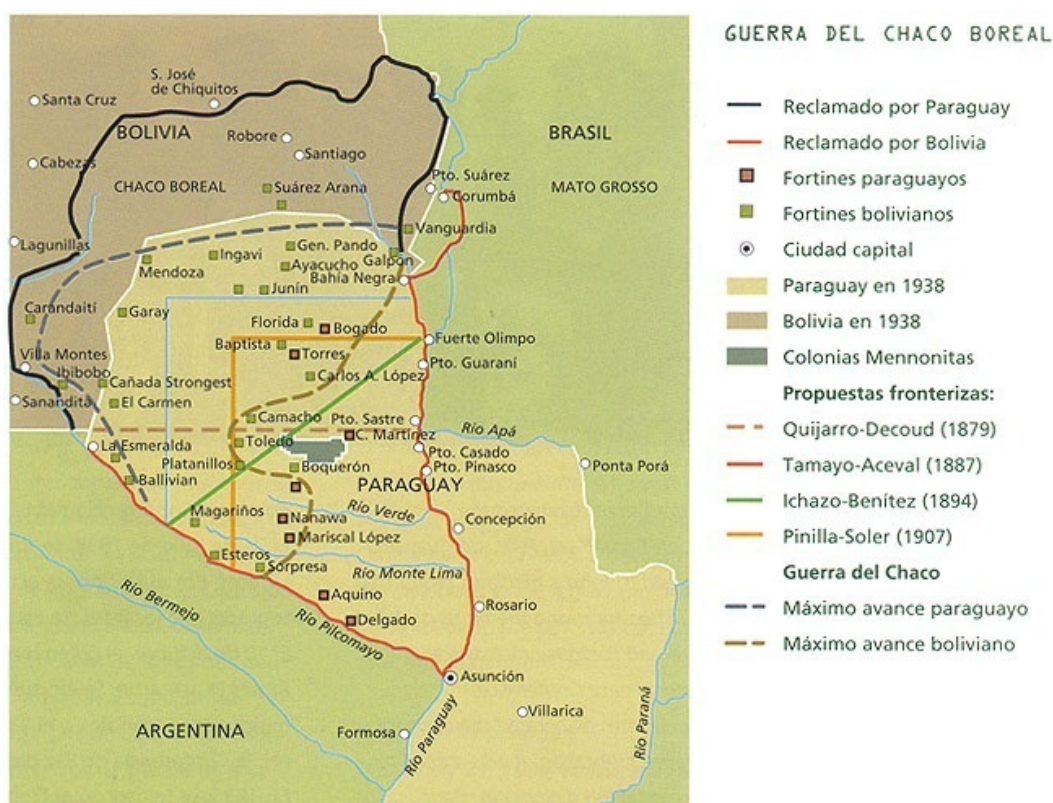 GUERRA DEL CHACO BOREAL
Reclamado por Paraguay
Reclamado por Bolivia
Fortines paraguayos
Fortines bolivianos
Ciudad capital
Paraguay en 1938
Bolivia en 1938
Colonias Mennonitas
Propuestas fronterizas:
Quijarro-Decoud (1879)
Tamayo-Aceval (1887)
Ichazo-Benítez (1894)
Pinilla-Soler (1907)
Guerra del Chaco
Máximo avance paraguayo
Máximo avance boliviano
S. José
de Chiquitos
Santa Cruz
BOLIVIA
Robore
BRASIL
Santiago
Cabezas
CHACO BOREAL
Suárez Arana
Pto. Suárez
Corumbá
MATO GROSSO
Vanguardia
Lagunillas
Ingavi
Gen. Pando
Galpón
Mendoza
Ayacucho
Bahía Negra
Junín
Carandaití
Garay
Florida
Bogado
Fuerte Olimpo
Baptista
Torres
Villa Montes
Ibibobo
Pto. Guaraní
Cañada Strongest
Carlos A. López
Sanandita
El Carmen
Camacho
Pto. Sastre
Río Apá
La Esmeralda
Toledo
C. Martínez
Pto. Casado
Platanillos
Boquerón
Pto. Pinasco
Ponta Porá
Ballivian
PARAGUAY
Magariños
Río Verde
Nanawa
Concepción
Mariscal López
Esteros
Sorpresa
Río Monte Lima
Río Bermejo
Aquino
Rosario
Río Pilcomayo
Delgado
Asunción
Villarica
ARGENTINA
Formosa
Río Paraguay
Río Paraná